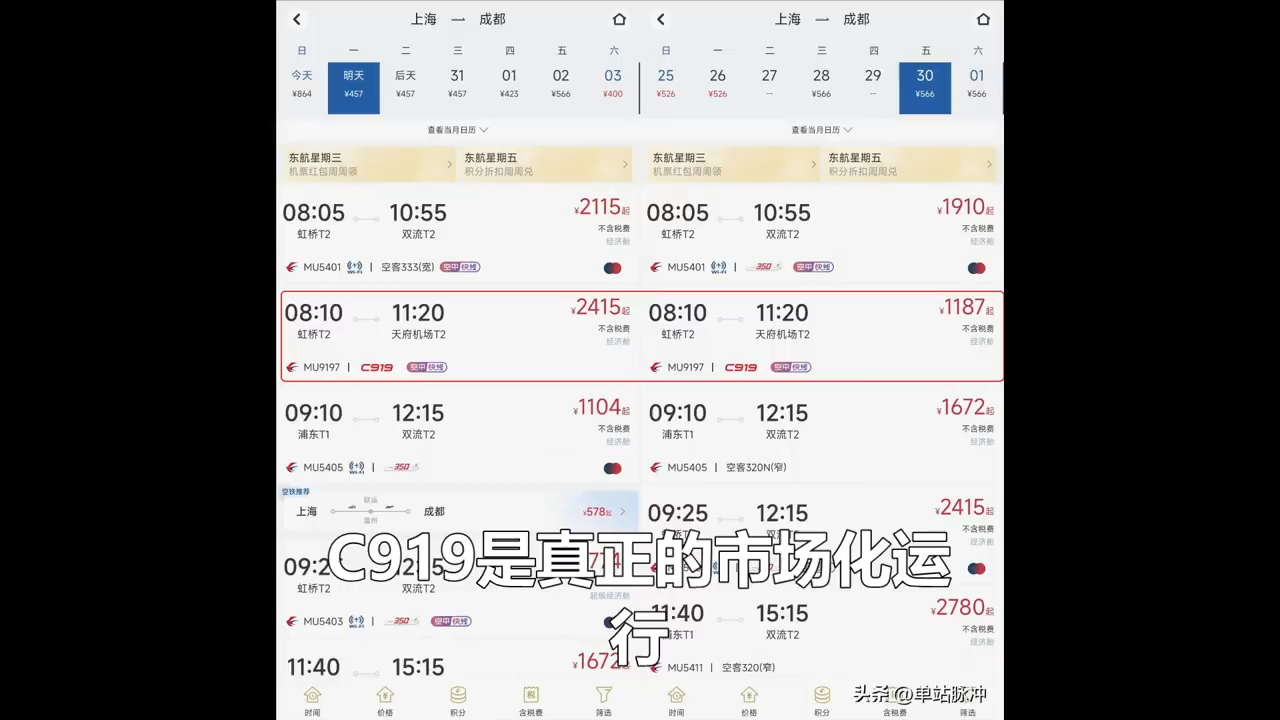 上海 — 成都
日 一 二 三 四 五 六
今天 明天 后天 31 01 02 03
¥864 ¥457 ¥457 ¥457 ¥423 ¥566 ¥400
查看当月日历
东航星期三 东航星期五
机票红包周周领 积分折扣周周兑
08:05 10:55 ¥2115起
虹桥T2 双流T2 不含税费
经济舱
MU5401 Wi-Fi | 空客333(宽) 空中快线
08:10 11:20 ¥2415起
虹桥T2 天府机场T2 不含税费
经济舱
MU9197 | C919 空中快线
09:10 12:15 ¥1104起
浦东T1 双流T2 不含税费
经济舱
MU5405 Wi-Fi | 350
空铁推荐
联运
上海 成都 ¥578起
温州
虹桥T2 双流T2
超级经济舱
MU5403 Wi-Fi | 350 空中快线
11:40 15:15 ¥1672起
时间 价格 积分 含税费 筛选
上海 — 成都
日 一 二 三 四 五 六
25 26 27 28 29 30 01
¥526 ¥526 -- ¥566 -- ¥566 ¥566
查看当月日历
东航星期三 东航星期五
机票红包周周领 积分折扣周周兑
08:05 10:55 ¥1910起
虹桥T2 双流T2 不含税费
经济舱
MU5401 Wi-Fi | 350 空中快线
08:10 11:20 ¥1187起
虹桥T2 天府机场T2 不含税费
经济舱
MU9197 | C919 空中快线
09:10 12:15 ¥1672起
浦东T1 双流T2 不含税费
经济舱
MU5405 | 空客320N(窄)
09:25 12:15 ¥2415起
不含税费
经济舱
11:40 15:15 ¥2780起
双流T2 不含税费
经济舱
MU5411 | 空客320(窄)
时间 价格 积分 含税费 筛选
C919是真正的市场化运
行
头条@单站脉冲